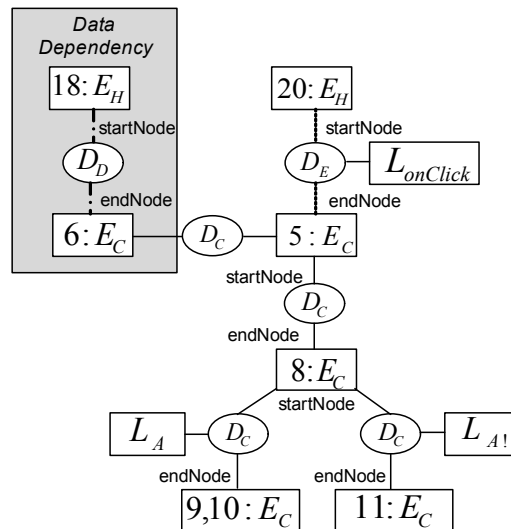 Data
Dependency
18: E_H
20: E_H
startNode
startNode
D_D
D_E
L_onClick
endNode
endNode
6: E_C
D_C
5 : E_C
startNode
D_C
endNode
8: E_C
startNode
L_A
D_C
D_C
L_A!
endNode
endNode
9,10 : E_C
11: E_C